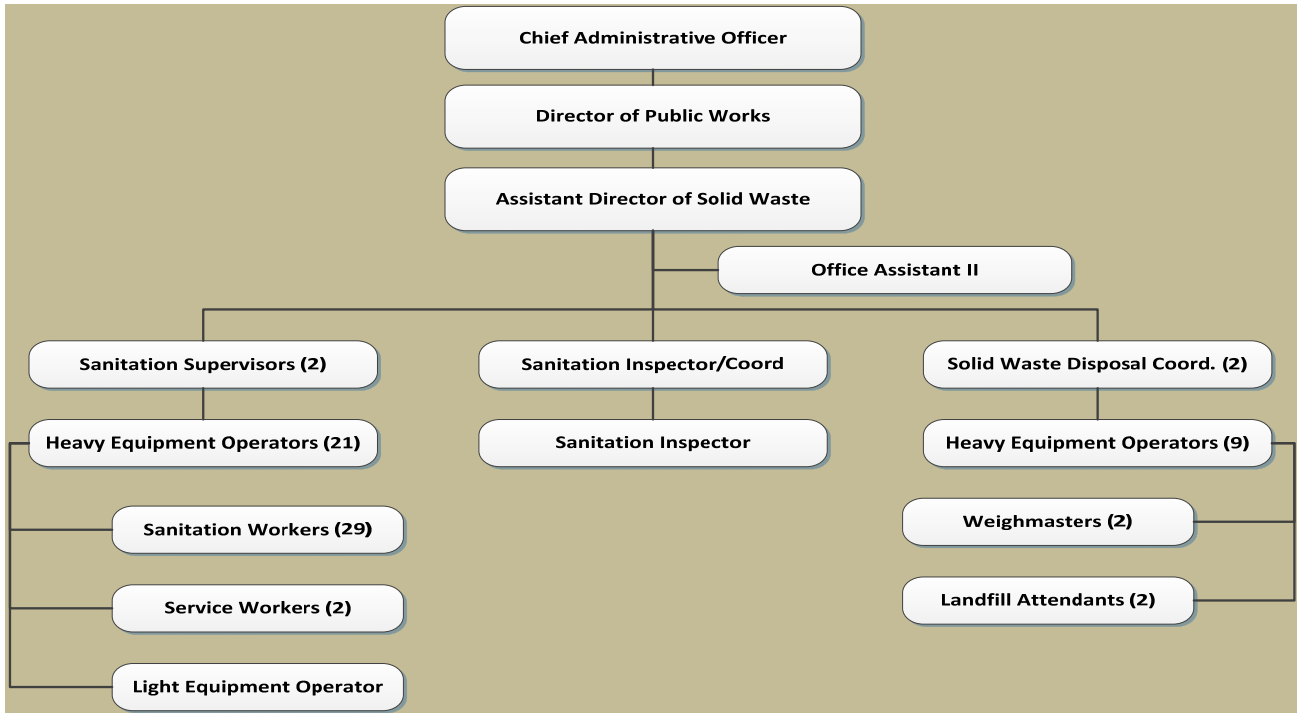 Chief Administrative Officer
Director of Public Works
Assistant Director of Solid Waste
Office Assistant II
Sanitation Supervisors (2)
Sanitation Inspector/Coord
Solid Waste Disposal Coord. (2)
Heavy Equipment Operators (21)
Sanitation Inspector
Heavy Equipment Operators (9)
Sanitation Workers (29)
Weighmasters (2)
Service Workers (2)
Landfill Attendants (2)
Light Equipment Operator